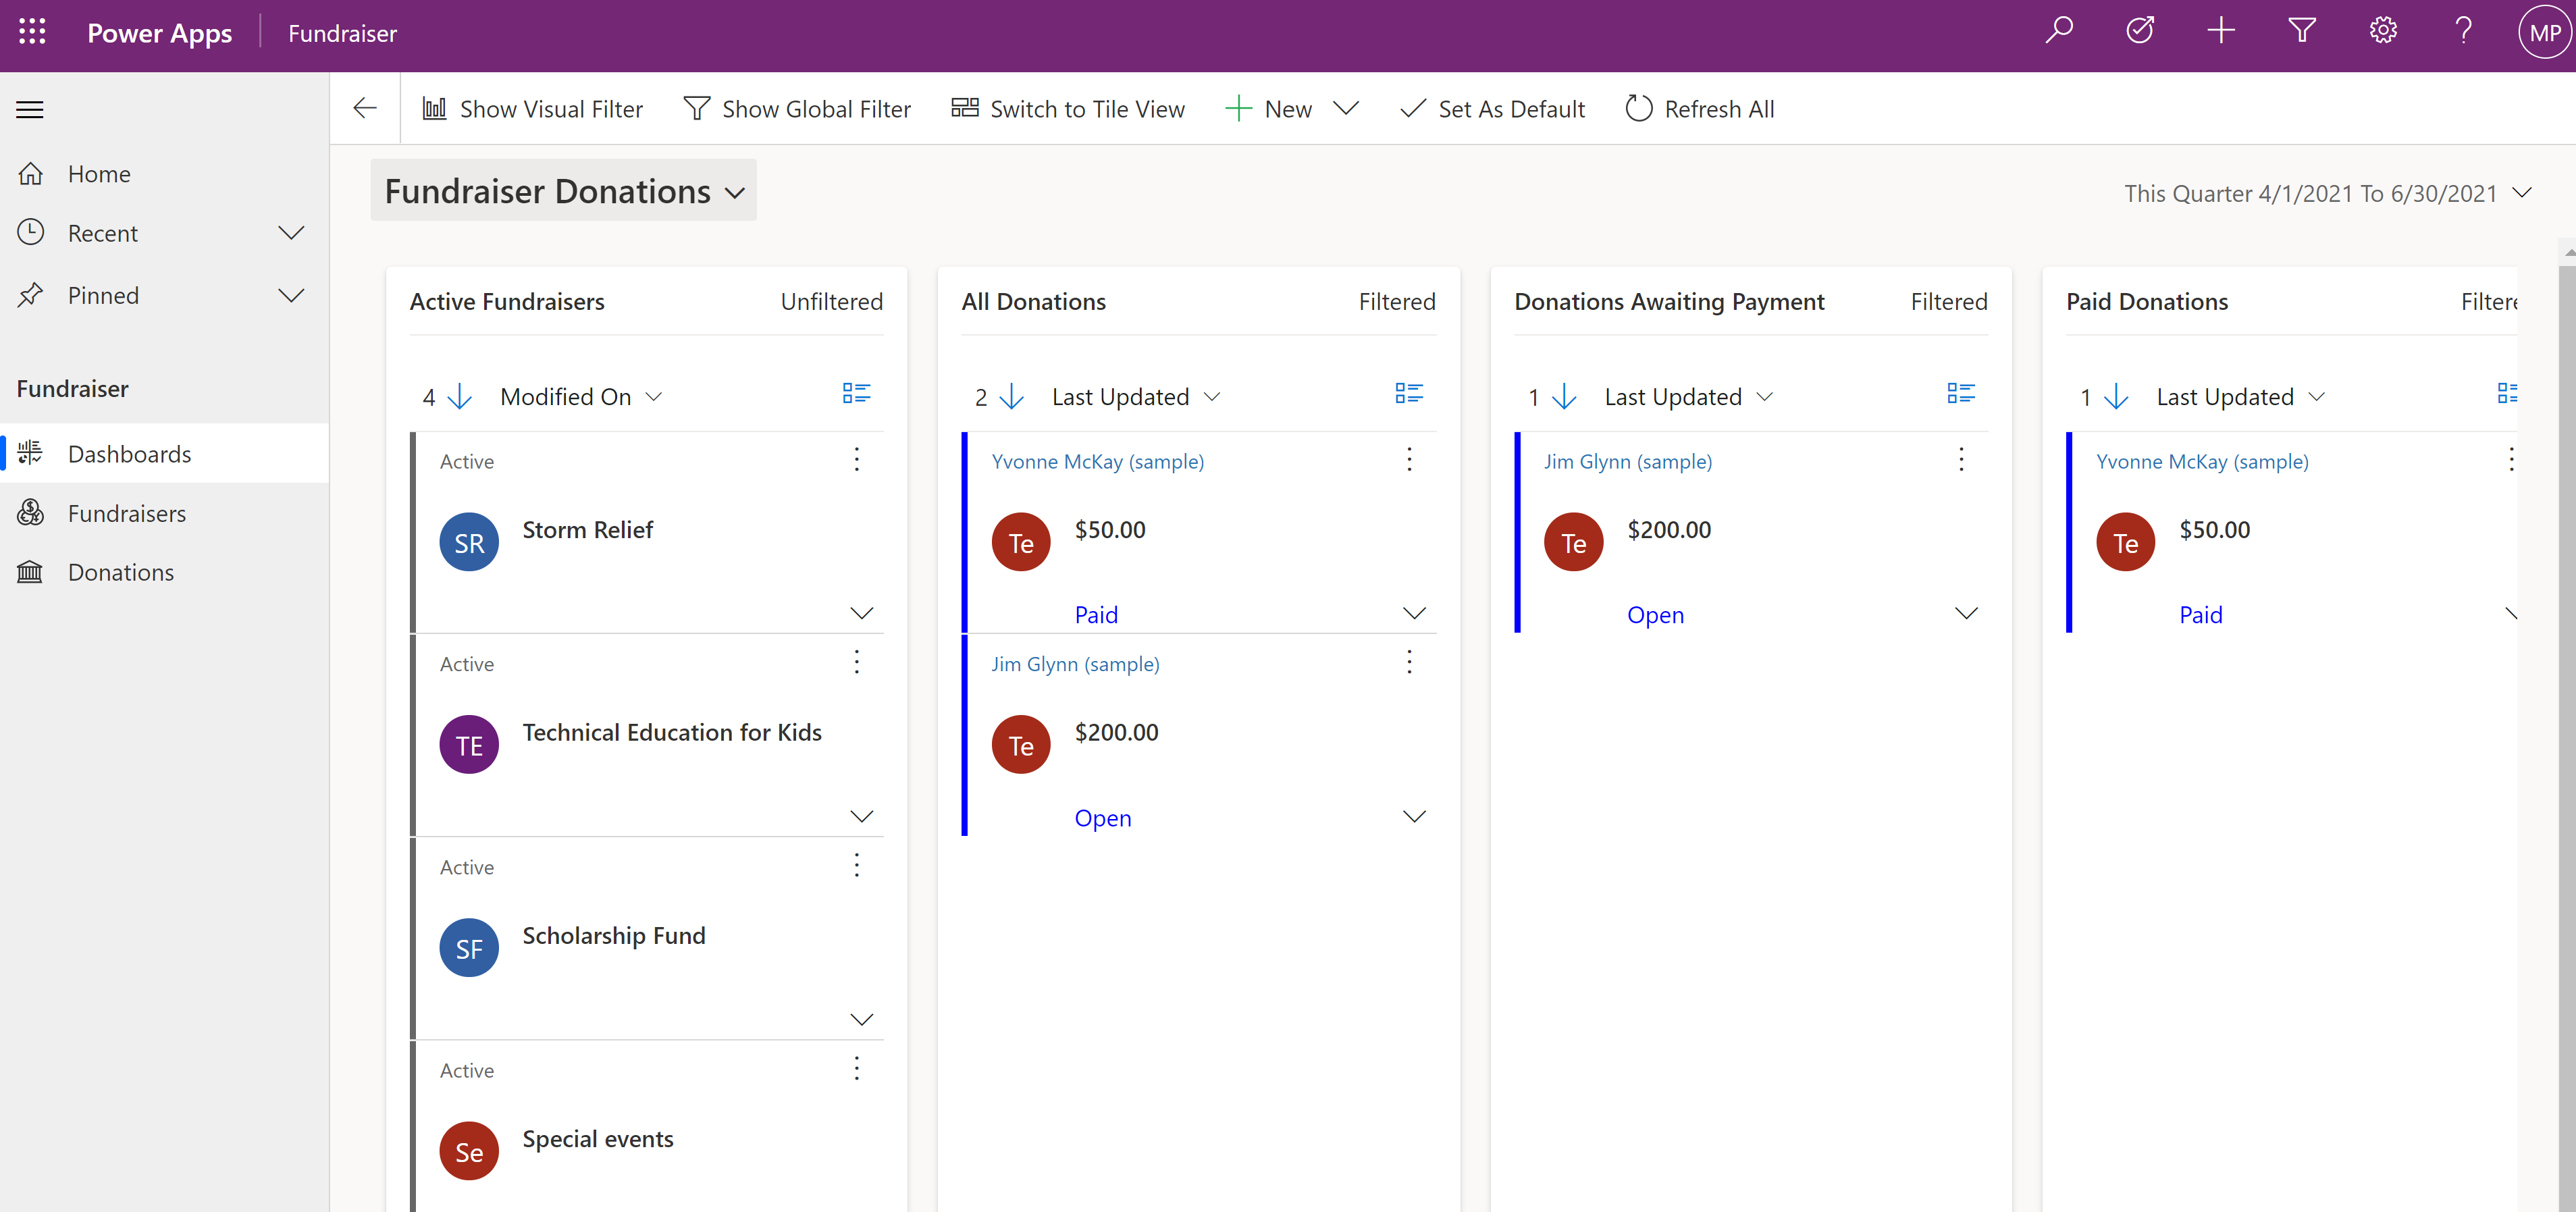 Power Apps
Fundraiser
MP
Show Visual Filter
Show Global Filter
Switch to Tile View
New
Set As Default
Refresh All
Home
Recent
Pinned
Fundraiser
Dashboards
Fundraisers
Donations
Fundraiser Donations
This Quarter 4/1/2021 To 6/30/2021
Active Fundraisers Unfiltered
4 Modified On
Active
SR Storm Relief
Active
TE Technical Education for Kids
Active
SF Scholarship Fund
Active
Se Special events
All Donations Filtered
2 Last Updated
Yvonne McKay (sample)
Te $50.00
Paid
Jim Glynn (sample)
Te $200.00
Open
Donations Awaiting Payment Filtered
1 Last Updated
Jim Glynn (sample)
Te $200.00
Open
Paid Donations Filtere
1 Last Updated
Yvonne McKay (sample)
Te $50.00
Paid